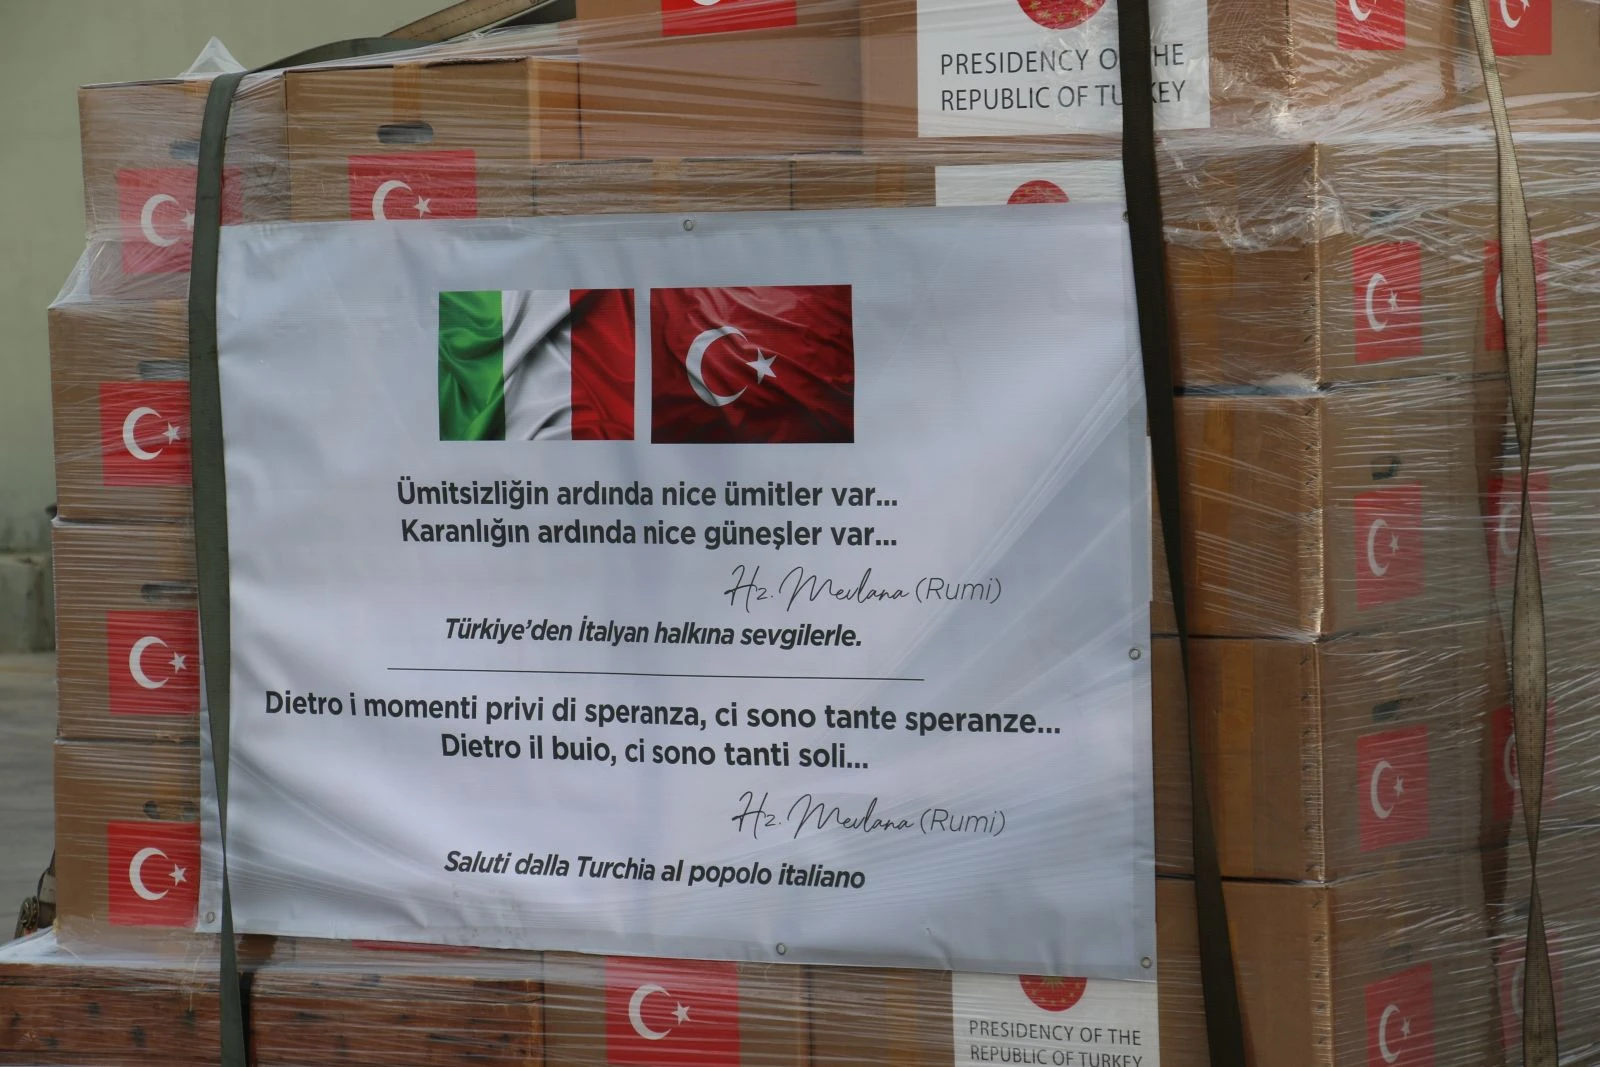 PRESIDENCY OF THE
REPUBLIC OF TURKEY
Ümitsizliğin ardında nice ümitler var...
Karanlığın ardında nice güneşler var...
Hz. Mevlana (Rumi)
Türkiye'den İtalyan halkına sevgilerle.
Dietro i momenti privi di speranza, ci sono tante speranze...
Dietro il buio, ci sono tanti soli...
Hz. Mevlana (Rumi)
Saluti dalla Turchia al popolo italiano
PRESIDENCY OF THE
REPUBLIC OF TURKEY